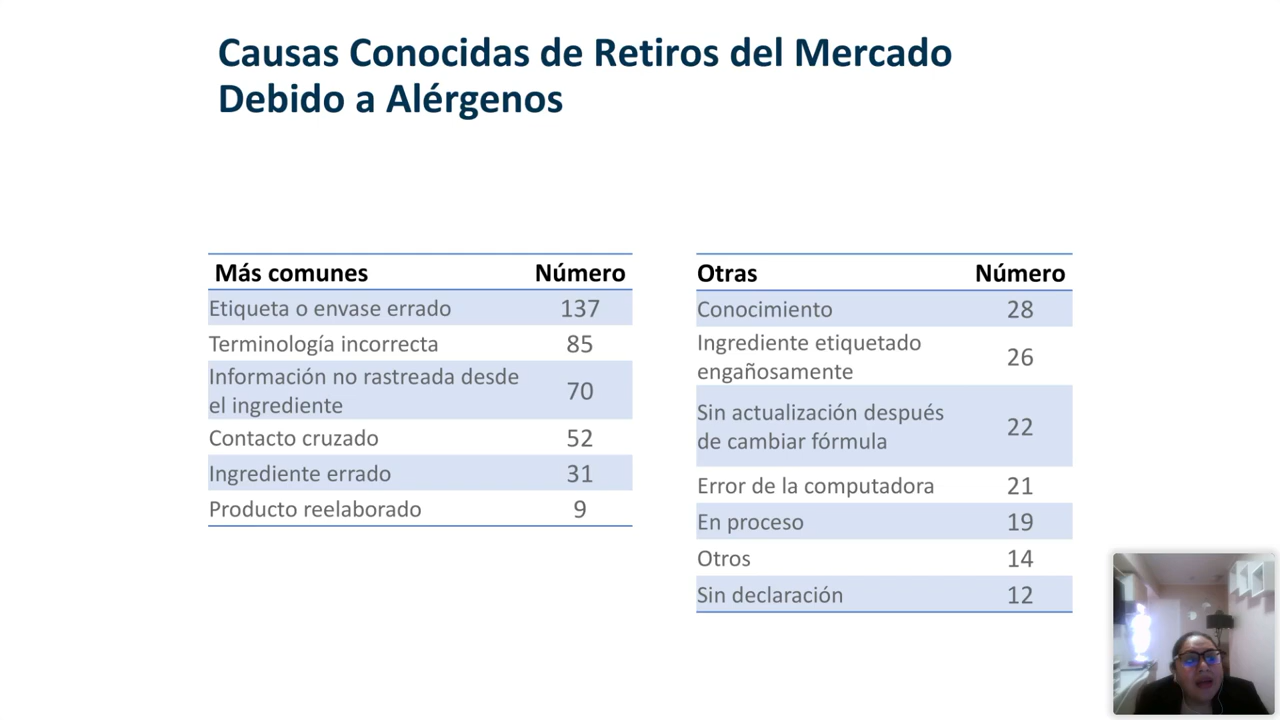 Causas Conocidas de Retiros del Mercado
Debido a Alérgenos
Más comunes Número
Etiqueta o envase errado 137
Terminología incorrecta 85
Información no rastreada desde
el ingrediente 70
Contacto cruzado 52
Ingrediente errado 31
Producto reelaborado 9
Otras Número
Conocimiento 28
Ingrediente etiquetado
engañosamente 26
Sin actualización después
de cambiar fórmula 22
Error de la computadora 21
En proceso 19
Otros 14
Sin declaración 12